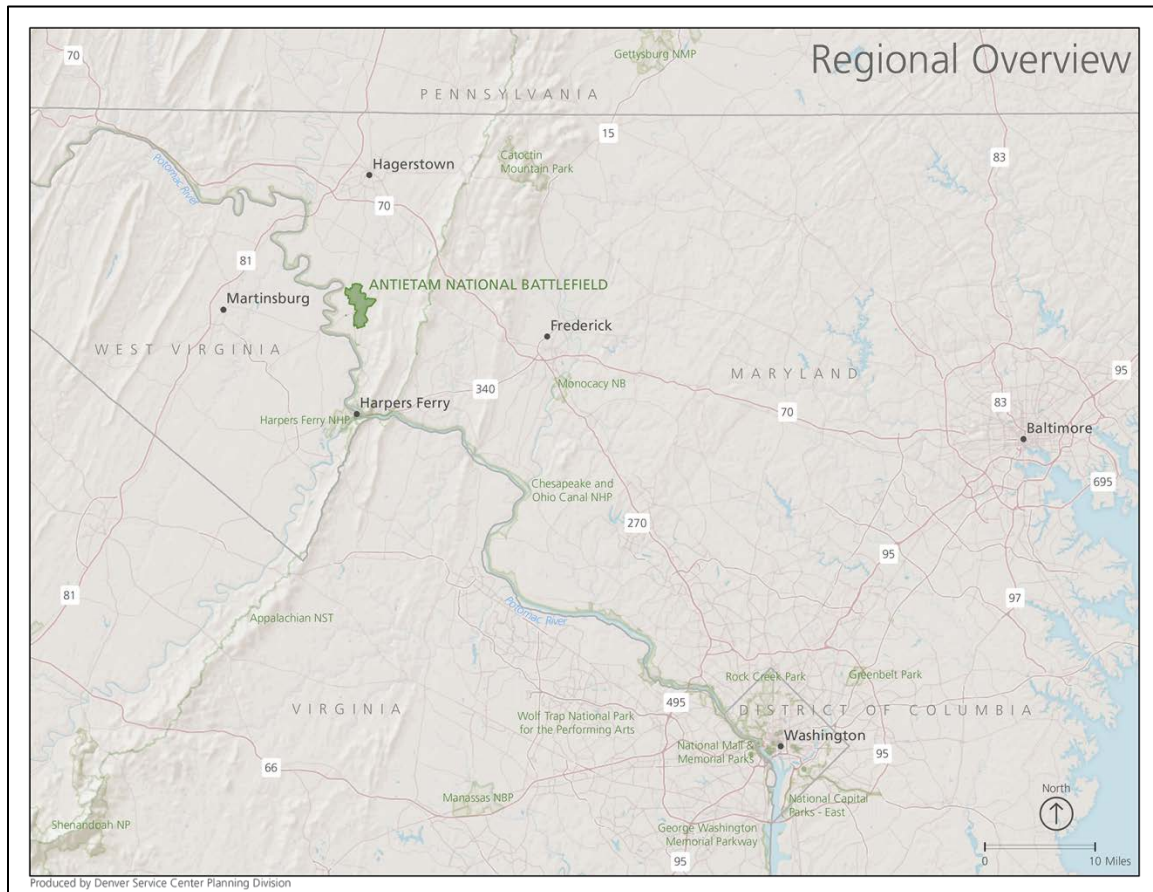 Regional Overview
70
Gettysburg NMP
PENNSYLVANIA
15
83
Potomac River
Hagerstown
Catoctin
Mountain Park
70
81
ANTIETAM NATIONAL BATTLEFIELD
Martinsburg
Frederick
WEST VIRGINIA
MARYLAND
95
340
Monocacy NB
83
70
Harpers Ferry
Harpers Ferry NHP
Baltimore
Chesapeake and
Ohio Canal NHP
695
270
95
81
97
Appalachian NST
Potomac River
Rock Creek Park
Greenbelt Park
VIRGINIA
495
DISTRICT OF COLUMBIA
Wolf Trap National Park
for the Performing Arts
Washington
National Mall &
Memorial Parks
95
66
Manassas NBP
National Capital
Parks - East
North
Shenandoah NP
George Washington
Memorial Parkway
95
0
10 Miles
Produced by Denver Service Center Planning Division